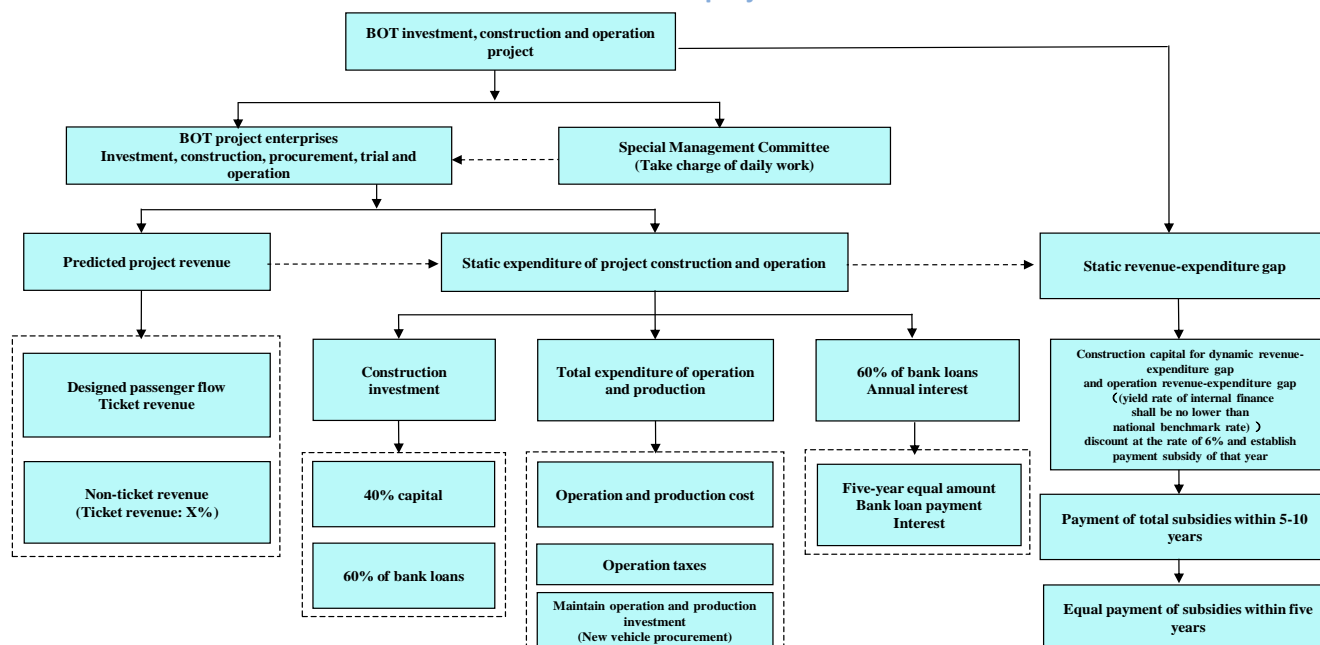 BOT investment, construction and operation
project
BOT project enterprises
Investment, construction, procurement, trial and
operation
Special Management Committee
(Take charge of daily work)
Predicted project revenue
Static expenditure of project construction and operation
Static revenue-expenditure gap
Designed passenger flow
Ticket revenue
Non-ticket revenue
(Ticket revenue: X%)
Construction
investment
40% capital
60% of bank loans
Total expenditure of operation
and production
Operation and production cost
Operation taxes
Maintain operation and production
investment
(New vehicle procurement)
60% of bank loans
Annual interest
Five-year equal amount
Bank loan payment
Interest
Construction capital for dynamic revenue-
expenditure gap
and operation revenue-expenditure gap
（(yield rate of internal finance
shall be no lower than
national benchmark rate) ）
discount at the rate of 6% and establish
payment subsidy of that year
Payment of total subsidies within 5-10
years
Equal payment of subsidies within five
years